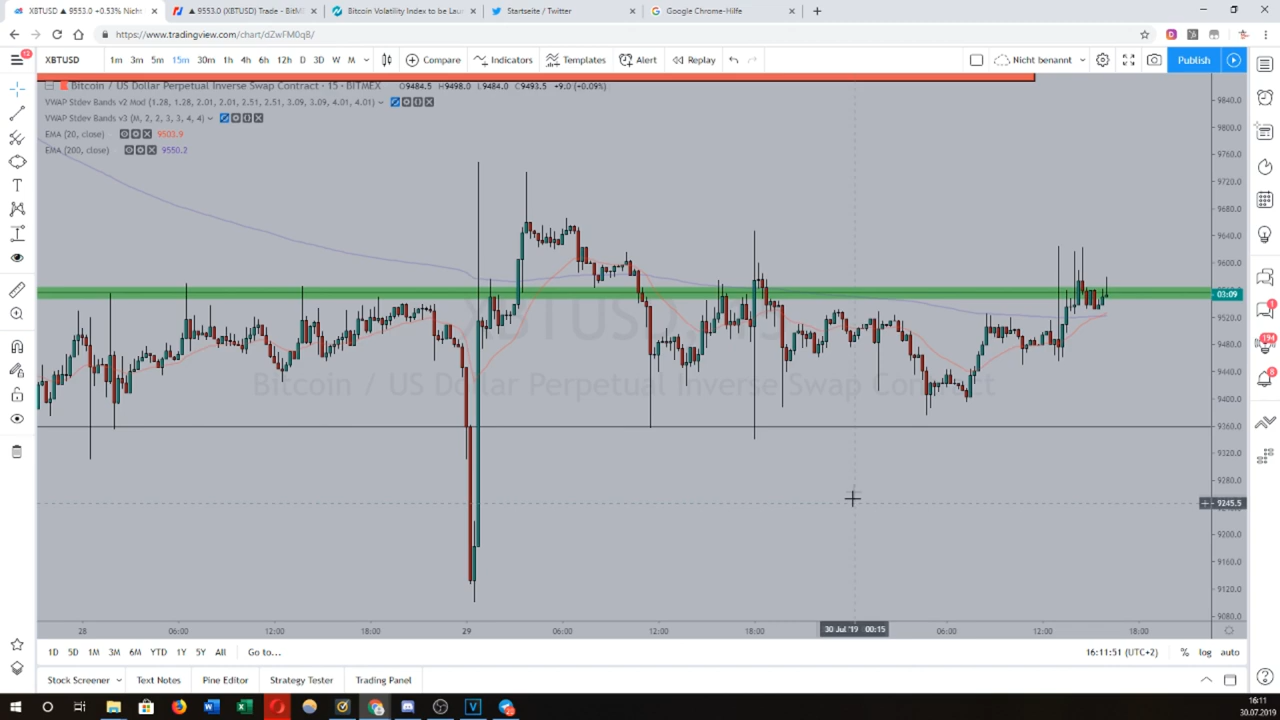 XBTUSD ▲ 9553.0 +0.53% Nich
▲ 9553.0 (XBTUSD) Trade - BitM
Bitcoin Volatility Index to be Lau
Startseite / Twitter
Google Chrome-Hilfe
https://www.tradingview.com/chart/dZwFM0q8/
12
XBTUSD
1m 3m 5m 15m 30m 1h 4h 6h 12h D 3D W M
Compare
Indicators
Templates
Alert
Replay
Nicht benannt
Publish
Bitcoin / US Dollar Perpetual Inverse Swap Contract · 15 · BITMEX O9484.5 H9498.0 L9484.0 C9493.5 +9.0 (+0.09%)
VWAP Stdev Bands v2 Mod (1.28, 1.28, 2.01, 2.01, 2.51, 2.51, 3.09, 3.09, 4.01, 4.01)
VWAP Stdev Bands v3 (M, 2, 2, 3, 3, 4, 4)
EMA (20, close) 9503.9
EMA (200, close) 9550.2
XBTUSD, 15
Bitcoin / US Dollar Perpetual Inverse Swap Contract
9840.0
9800.0
9760.0
9720.0
9680.0
9640.0
9600.0
03:09
9520.0
9480.0
9440.0
9400.0
9360.0
9320.0
9280.0
9245.5
9200.0
9160.0
9120.0
9080.0
1
194
8
28 06:00 12:00 18:00 29 06:00 12:00 18:00 30 Jul '19 00:15 06:00 12:00 18:00
1D 5D 1M 3M 6M YTD 1Y 5Y All Go to...
16:11:51 (UTC+2) % log auto
Stock Screener Text Notes Pine Editor Strategy Tester Trading Panel
16:11
30.07.2019